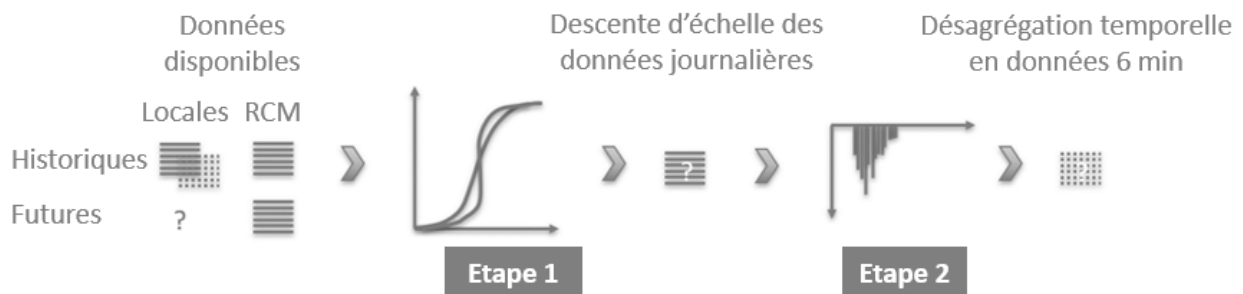 Données
disponibles
Descente d'échelle des
données journalières
Désagrégation temporelle
en données 6 min
Locales RCM
Historiques
?
?
Futures
?
Etape 1
Etape 2